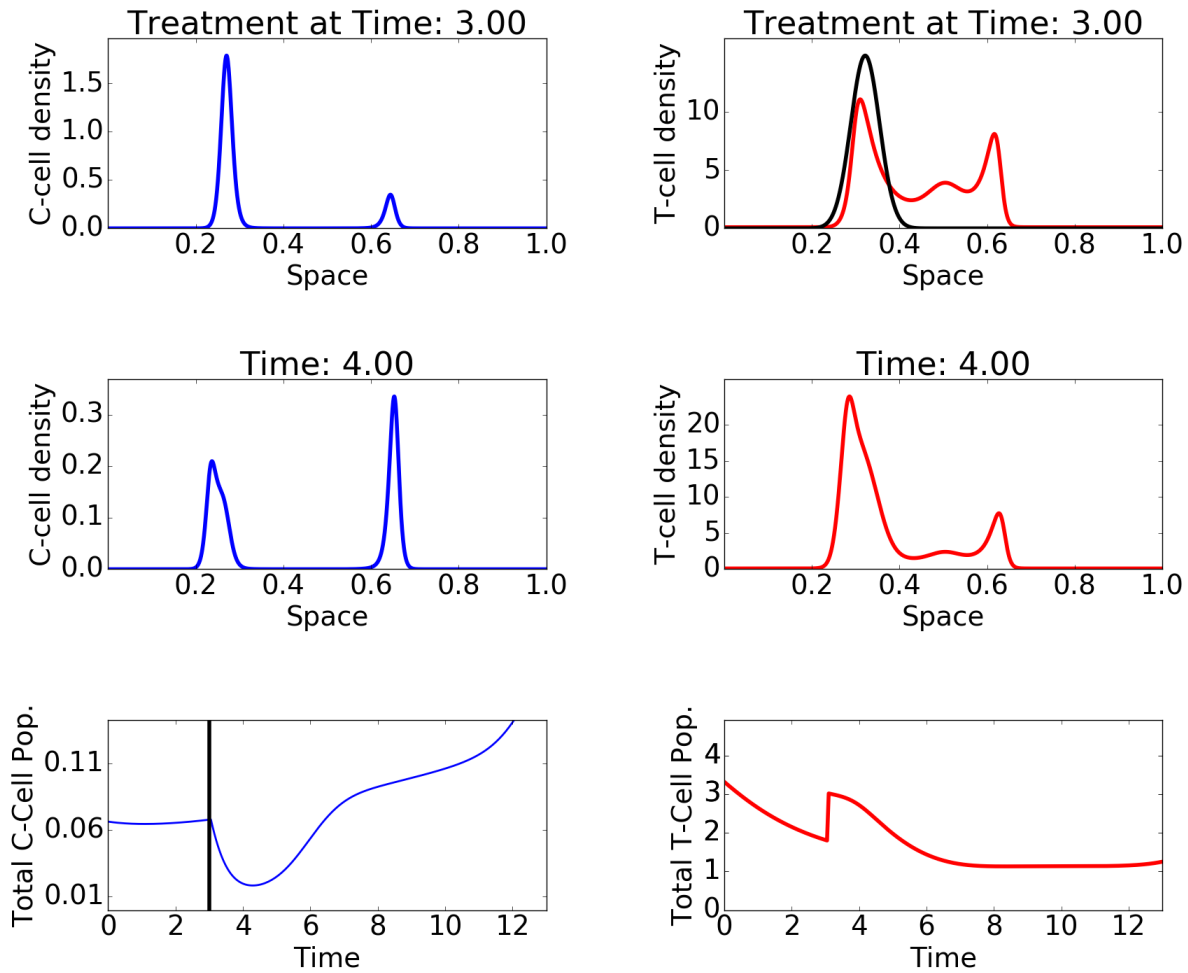 Treatment at Time: 3.00
C-cell density
1.5
1.0
0.5
0.0
0.2 0.4 0.6 0.8 1.0
Space
Treatment at Time: 3.00
T-cell density
10
5
0
0.2 0.4 0.6 0.8 1.0
Space
Time: 4.00
C-cell density
0.3
0.2
0.1
0.0
0.2 0.4 0.6 0.8 1.0
Space
Time: 4.00
T-cell density
20
15
10
5
0
0.2 0.4 0.6 0.8 1.0
Space
Total C-Cell Pop.
0.11
0.06
0.01
0 2 4 6 8 10 12
Time
Total T-Cell Pop.
4
3
2
1
0
0 2 4 6 8 10 12
Time